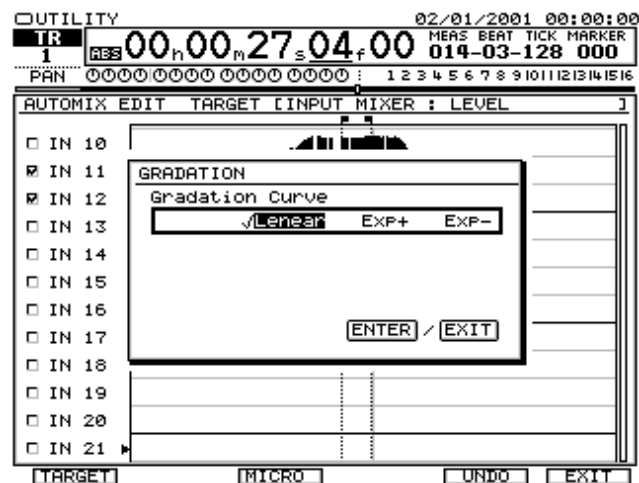 UTILITY 02/01/2001 00:00:00
TR 1 ABS 00h00m27s04f00 MEAS BEAT TICK MARKER
014-03-128 000
PAN 1 2 3 4 5 6 7 8 9 10 11 12 13 14 15 16
AUTOMIX EDIT TARGET [INPUT MIXER : LEVEL ]
IN 10
IN 11
IN 12
IN 13
IN 14
IN 15
IN 16
IN 17
IN 18
IN 19
IN 20
IN 21
GRADATION
Gradation Curve
√Lenear Exp+ Exp-
ENTER / EXIT
TARGET MICRO UNDO EXIT